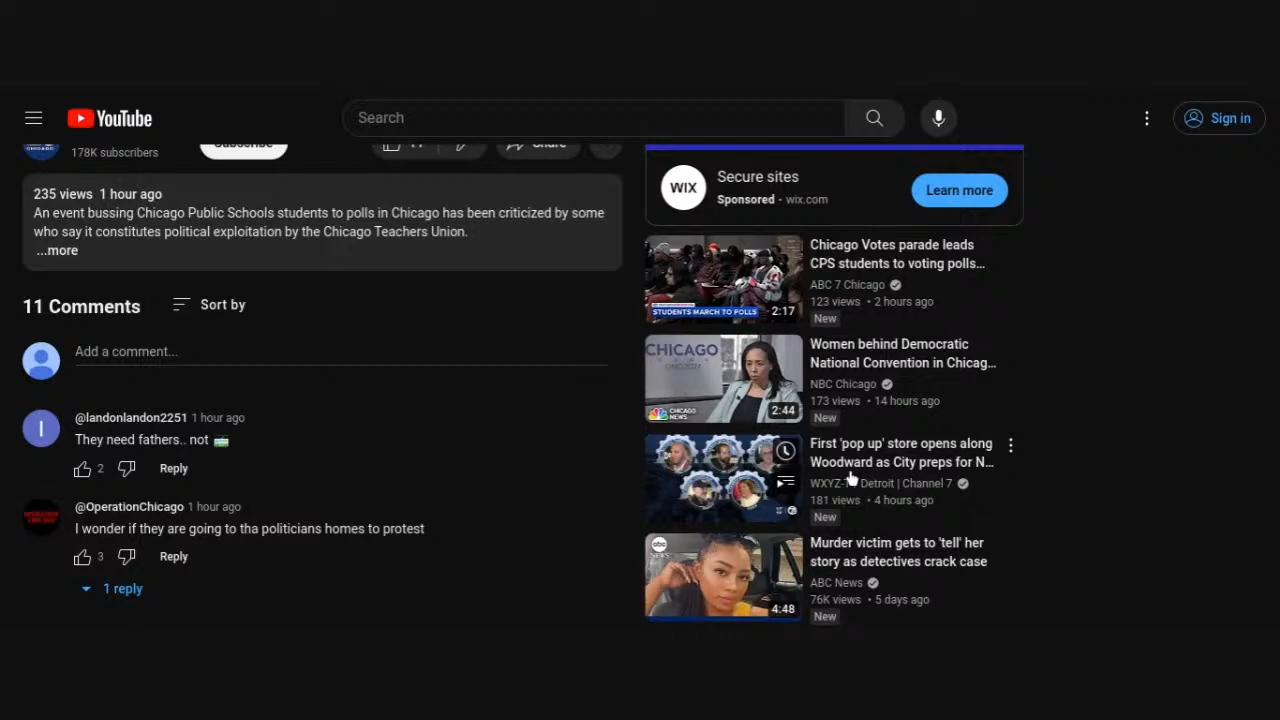 YouTube
Search
Sign in
178K subscribers
Subscribe
Share
235 views 1 hour ago
An event bussing Chicago Public Schools students to polls in Chicago has been criticized by some
who say it constitutes political exploitation by the Chicago Teachers Union.
...more
11 Comments
Sort by
Add a comment...
@landonlandon2251 1 hour ago
They need fathers.. not
2
Reply
@OperationChicago 1 hour ago
I wonder if they are going to tha politicians homes to protest
3
Reply
1 reply
WIX
Secure sites
Sponsored · wix.com
Learn more
STUDENTS MARCH TO POLLS
2:17
Chicago Votes parade leads
CPS students to voting polls...
ABC 7 Chicago
123 views • 2 hours ago
New
CHICAGO
CHICAGO
NEWS
2:44
Women behind Democratic
National Convention in Chicag...
NBC Chicago
173 views • 14 hours ago
New
First 'pop up' store opens along
Woodward as City preps for N...
Detroit | Channel 7
181 views • 4 hours ago
New
abc
NEWS
4:48
Murder victim gets to 'tell' her
story as detectives crack case
ABC News
76K views • 5 days ago
New